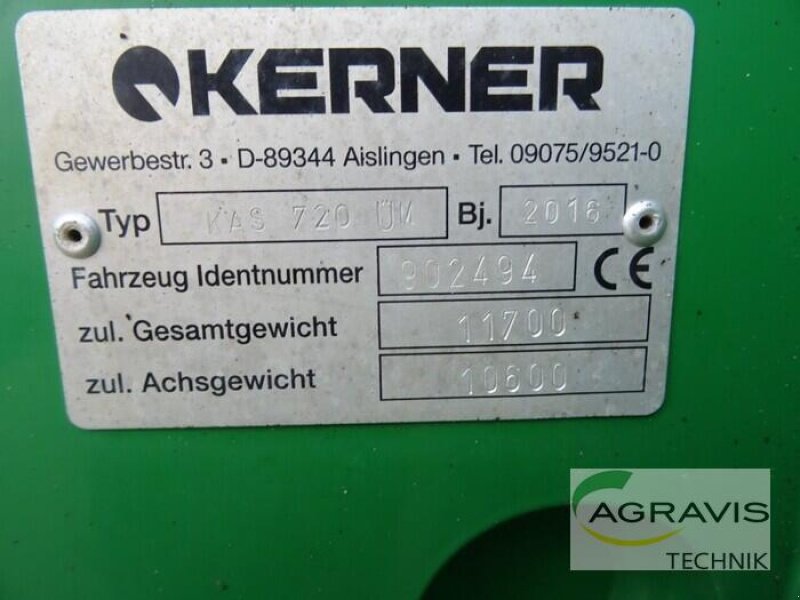 KERNER
Gewerbestr. 3 • D-89344 Aislingen • Tel. 09075/9521-0
Typ KAS 720 ÜM Bj. 2016
Fahrzeug Identnummer 902494 CE
zul. Gesamtgewicht 11700
zul. Achsgewicht 10600
AGRAVIS
TECHNIK